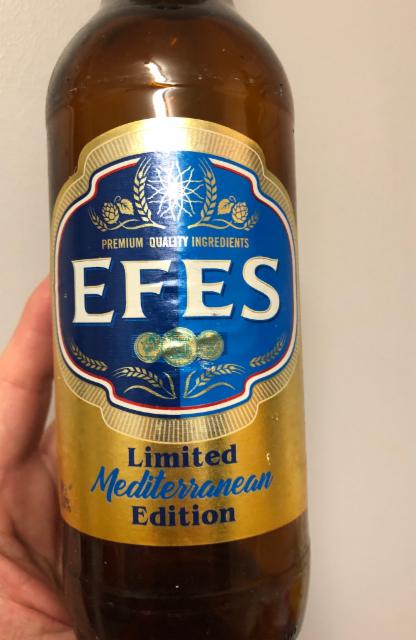 PREMIUM QUALITY INGREDIENTS
EFES
Limited
Mediterranean
Edition